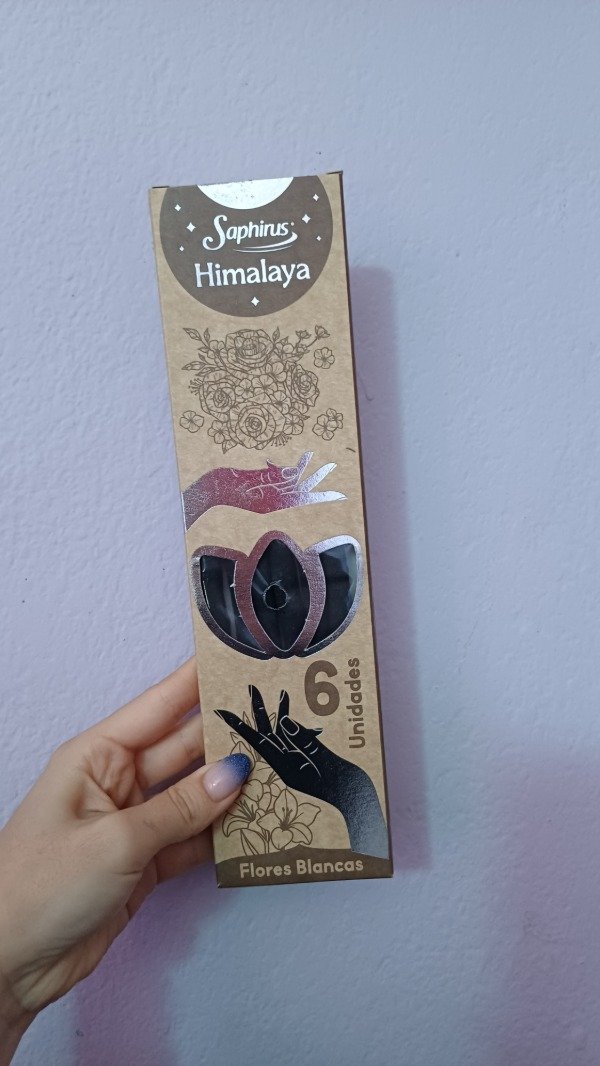 Saphirus
Himalaya
6
Unidades
Flores Blancas